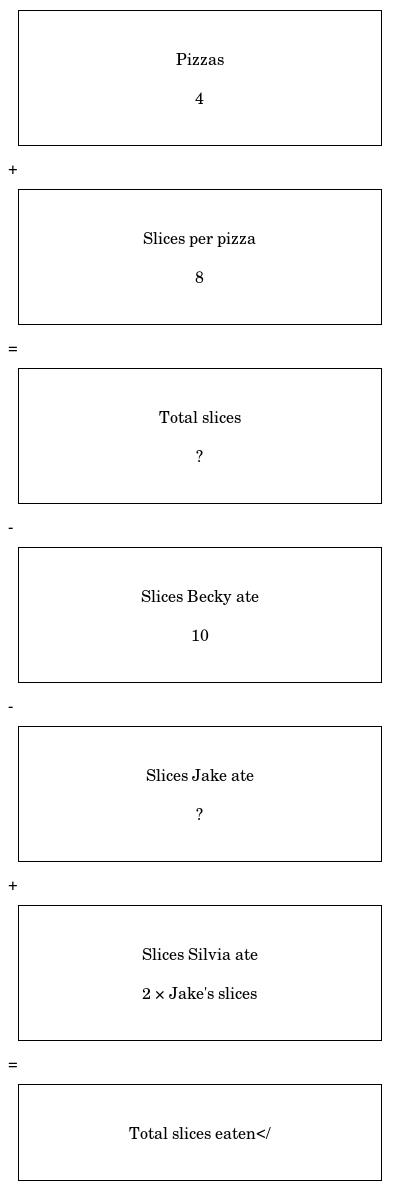 Pizzas
4
+
Slices per pizza
8
=
Total slices
?
-
Slices Becky ate
10
-
Slices Jake ate
?
+
Slices Silvia ate
2 × Jake's slices
=
Total slices eaten</